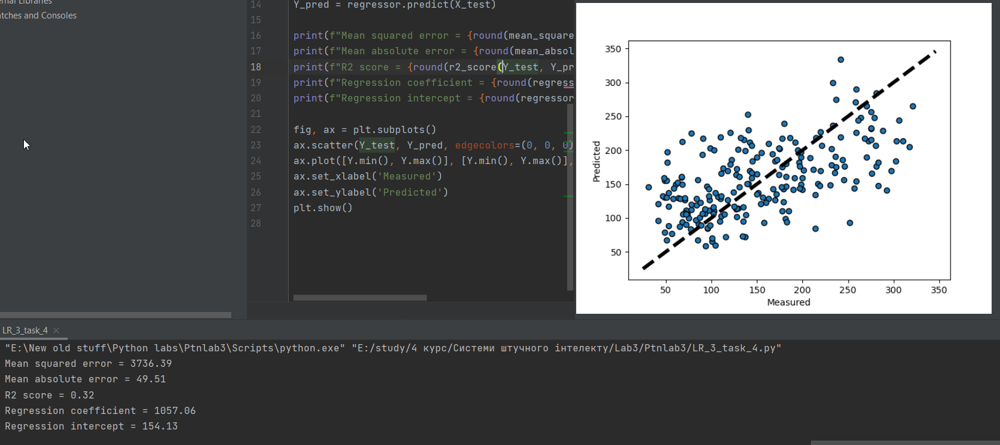 ernal Libraries
atches and Consoles
14 Y_pred = regressor.predict(X_test)
15
16 print(f"Mean squared error = {round(mean_square
17 print(f"Mean absolute error = {round(mean_absol
18 print(f"R2 score = {round(r2_score(Y_test, Y_pr
19 print(f"Regression coefficient = {round(regress
20 print(f"Regression intercept = {round(regressor
21
22 fig, ax = plt.subplots()
23 ax.scatter(Y_test, Y_pred, edgecolors=(0, 0, 0)
24 ax.plot([Y.min(), Y.max()], [Y.min(), Y.max()],
25 ax.set_xlabel('Measured')
26 ax.set_ylabel('Predicted')
27 plt.show()
28
350
300
250
200
150
100
50
Predicted
50 100 150 200 250 300 350
Measured
LR_3_task_4
"E:\New old stuff\Python labs\Ptnlab3\Scripts\python.exe" "E:/study/4 курс/Системи штучного інтелекту/Lab3/Ptnlab3/LR_3_task_4.py"
Mean squared error = 3736.39
Mean absolute error = 49.51
R2 score = 0.32
Regression coefficient = 1057.06
Regression intercept = 154.13